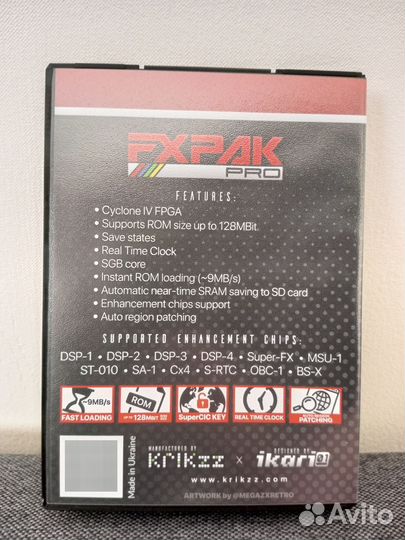 FXPAK
PRO
FEATURES:
• Cyclone IV FPGA
• Supports ROM size up to 128MBit
• Save states
• Real Time Clock
• SGB core
• Instant ROM loading (~9MB/s)
• Automatic near-time SRAM saving to SD card
• Enhancement chips support
• Auto region patching
SUPPORTED ENHANCEMENT CHIPS:
DSP-1 • DSP-2 • DSP-3 • DSP-4 • Super-FX • MSU-1
ST-010 • SA-1 • Cx4 • S-RTC • OBC-1 • BS-X
~9MB/s
FAST LOADING
ROM
UP TO 128MBIT
SuperCIC KEY
REAL TIME CLOCK
PATCHING
Made in Ukraine
MANUFACTURED BY
krikzz
x
DESIGNED BY
ikari_01
www.krikzz.com
ARTWORK by @MEGAZXRETRO
Avito